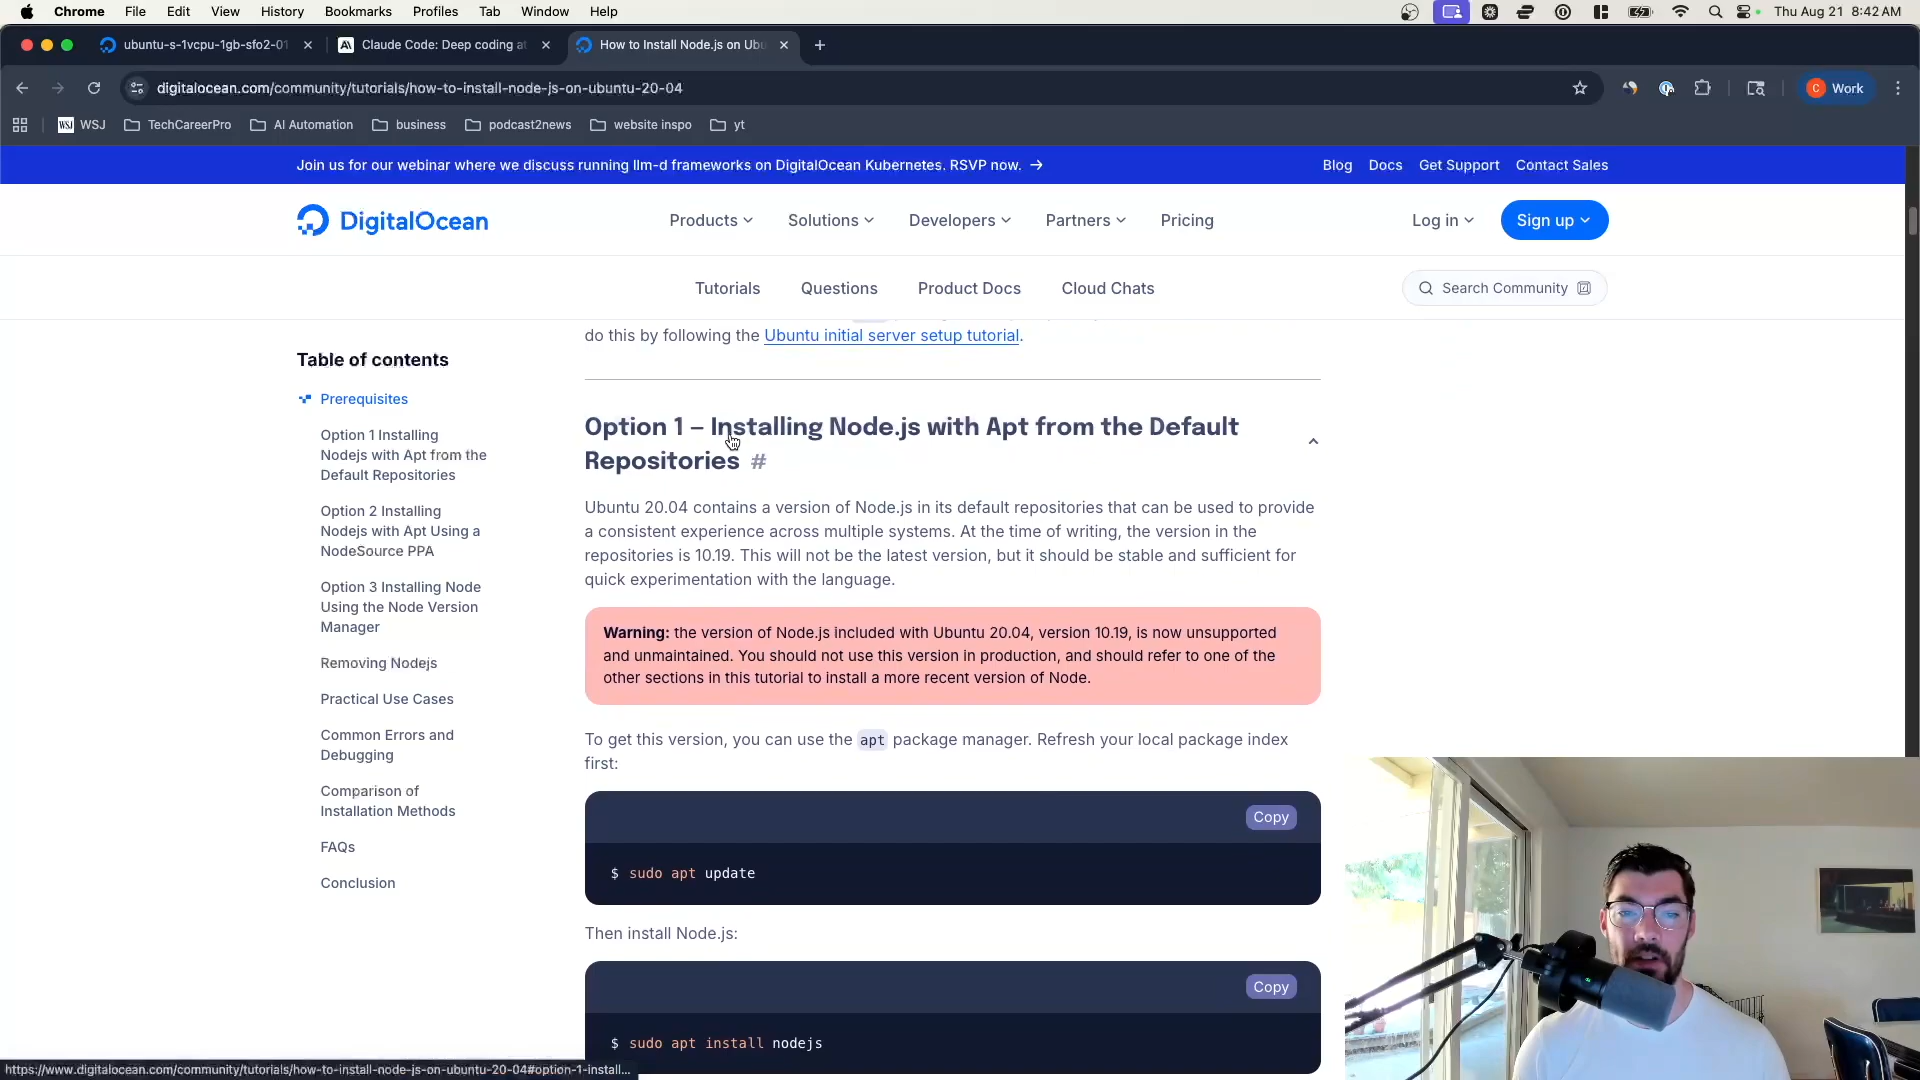 Chrome File Edit View History Bookmarks Profiles Tab Window Help Thu Aug 21 8:42 AM
ubuntu-s-1vcpu-1gb-sfo2-01
Claude Code: Deep coding at
How to Install Node.js on Ubu
digitalocean.com/community/tutorials/how-to-install-node-js-on-ubuntu-20-04
C Work
WSJ WSJ TechCareerPro AI Automation business podcast2news website inspo yt
Join us for our webinar where we discuss running llm-d frameworks on DigitalOcean Kubernetes. RSVP now. →
Blog Docs Get Support Contact Sales
DigitalOcean
Products Solutions Developers Partners Pricing
Log in Sign up
Tutorials Questions Product Docs Cloud Chats
Search Community /
Table of contents
Prerequisites
Option 1 Installing
Nodejs with Apt from the
Default Repositories
Option 2 Installing
Nodejs with Apt Using a
NodeSource PPA
Option 3 Installing Node
Using the Node Version
Manager
Removing Nodejs
Practical Use Cases
Common Errors and
Debugging
Comparison of
Installation Methods
FAQs
Conclusion
do this by following the Ubuntu initial server setup tutorial.
Option 1 – Installing Node.js with Apt from the Default
Repositories #
Ubuntu 20.04 contains a version of Node.js in its default repositories that can be used to provide
a consistent experience across multiple systems. At the time of writing, the version in the
repositories is 10.19. This will not be the latest version, but it should be stable and sufficient for
quick experimentation with the language.
Warning: the version of Node.js included with Ubuntu 20.04, version 10.19, is now unsupported
and unmaintained. You should not use this version in production, and should refer to one of the
other sections in this tutorial to install a more recent version of Node.
To get this version, you can use the apt package manager. Refresh your local package index
first:
Copy
$ sudo apt update
Then install Node.js:
Copy
$ sudo apt install nodejs
https://www.digitalocean.com/community/tutorials/how-to-install-node-js-on-ubuntu-20-04#option-1-install...